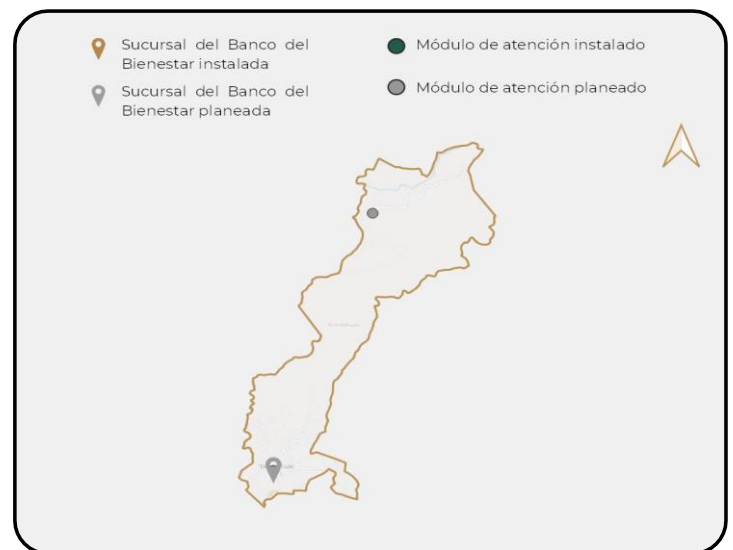 Sucursal del Banco del
Bienestar instalada
Sucursal del Banco del
Bienestar planeada
Módulo de atención instalado
Módulo de atención planeado